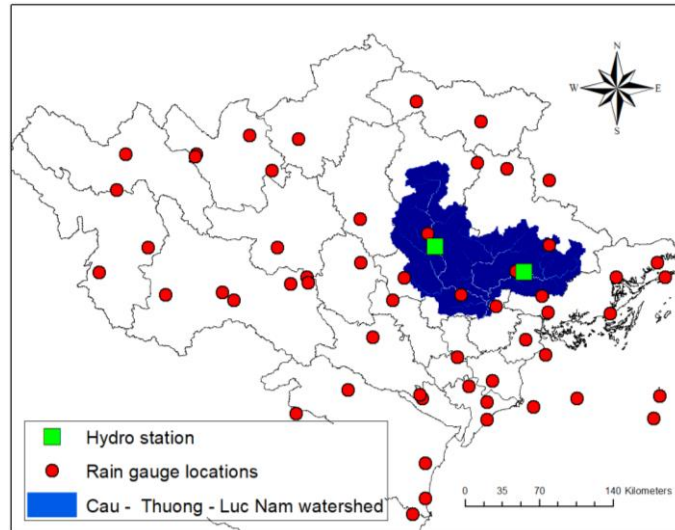 N
W E
S
Hydro station
Rain gauge locations
Cau - Thuong - Luc Nam watershed
0 35 70 140 Kilometers